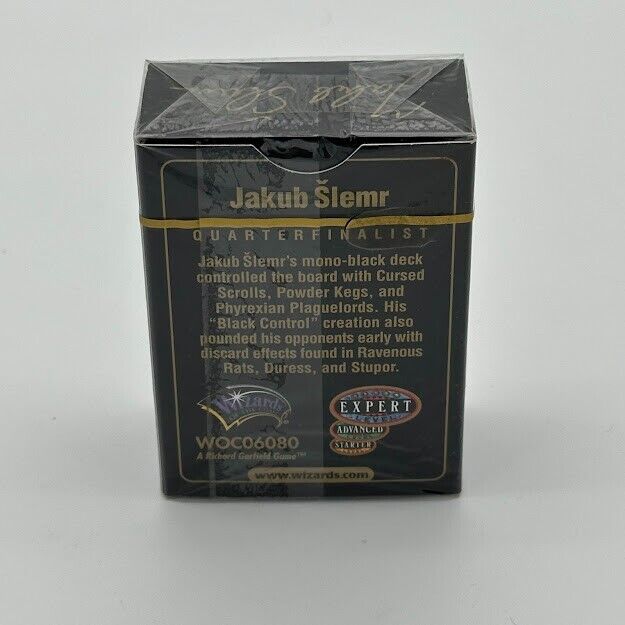 Jakub Šlemr
QUARTERFINALIST
Jakub Šlemr's mono-black deck
controlled the board with Cursed
Scrolls, Powder Kegs, and
Phyrexian Plaguelords. His
“Black Control” creation also
pounded his opponents early with
discard effects found in Ravenous
Rats, Duress, and Stupor.
Wizards
EXPERT
LEVEL
ADVANCED
STARTER
WOC06080
A Richard Garfield Game™
www.wizards.com